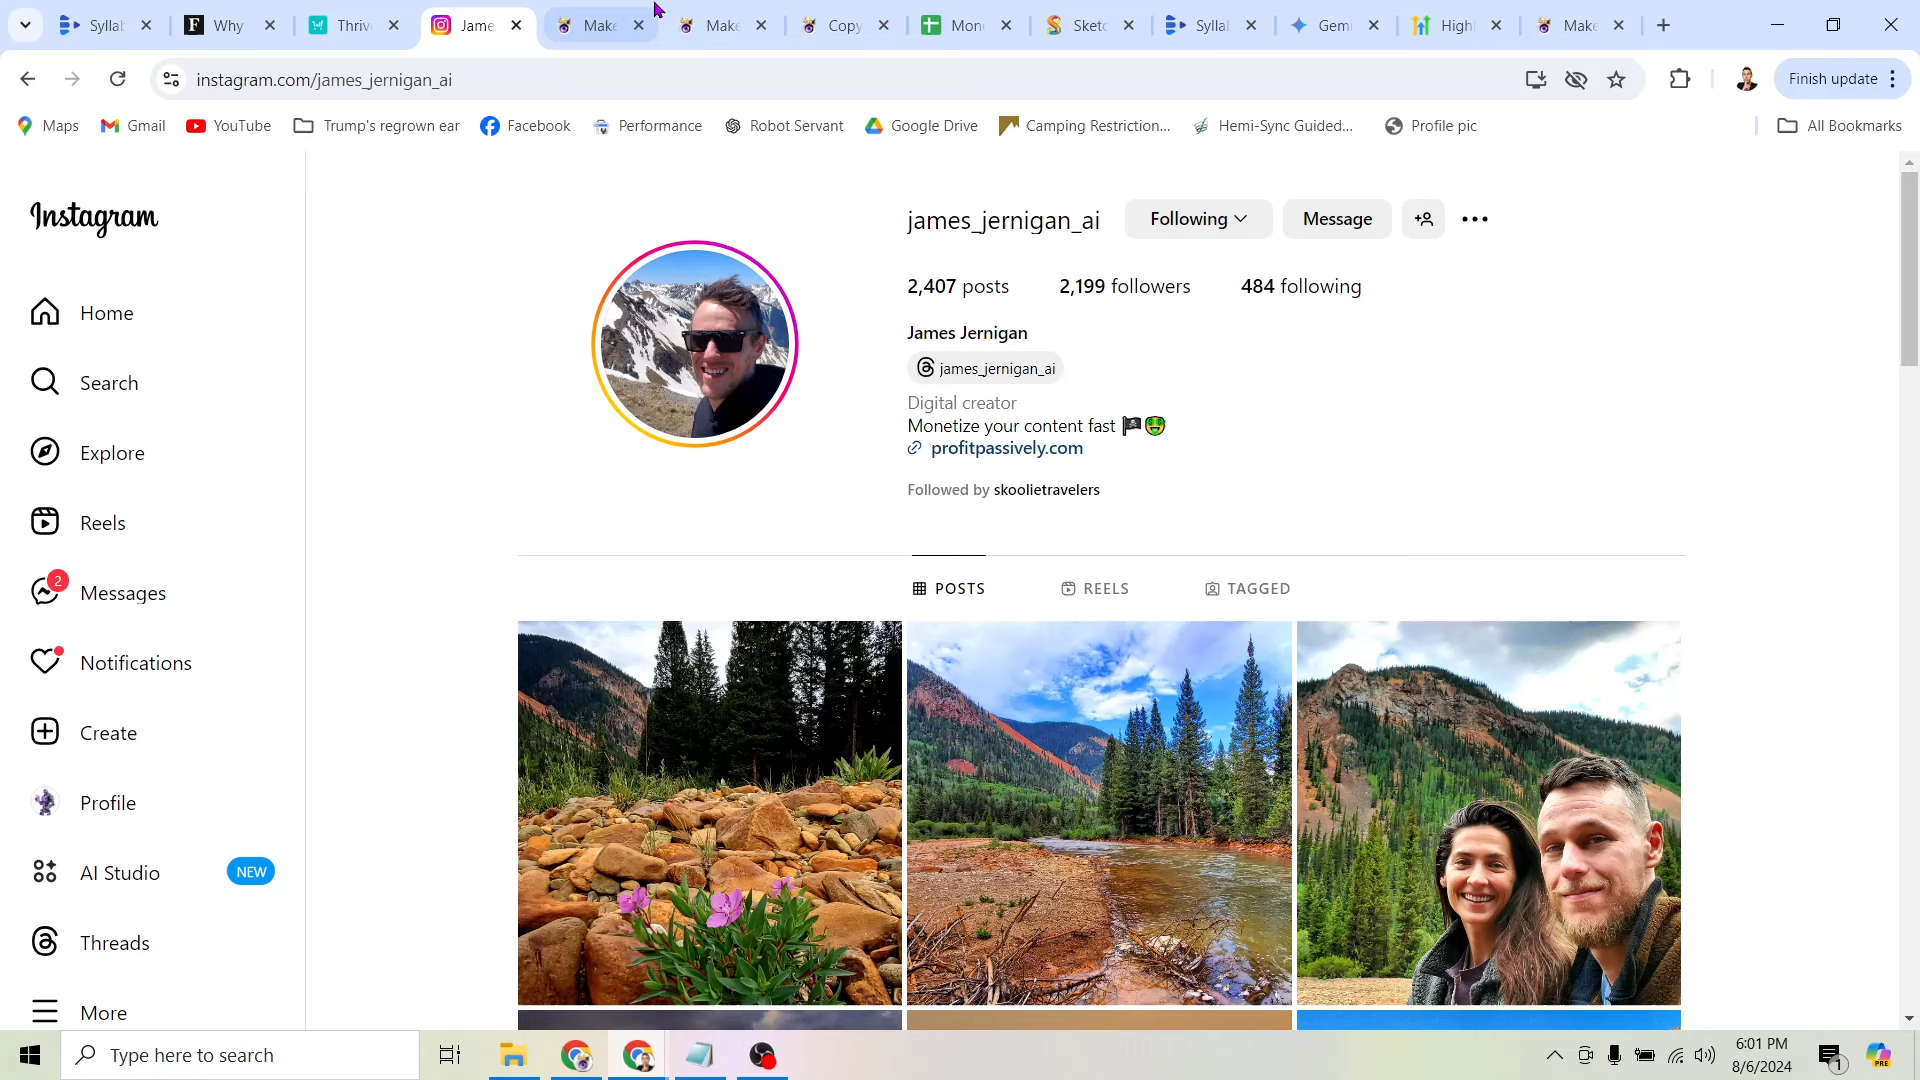 Sylla
Why
Thriv
Jame
Make
Make
Copy
Mon
Sketc
Sylla
Gemi
High
Make
instagram.com/james_jernigan_ai
Finish update
Maps
Gmail
YouTube
Trump's regrown ear
Facebook
Performance
Robot Servant
Google Drive
Camping Restriction...
Hemi-Sync Guided...
Profile pic
All Bookmarks
Instagram
Home
Search
Explore
Reels
2
Messages
Notifications
Create
Profile
AI Studio
NEW
Threads
More
james_jernigan_ai
Following
Message
2,407 posts
2,199 followers
484 following
James Jernigan
james_jernigan_ai
Digital creator
Monetize your content fast 🏴‍☠️🤑
profitpassively.com
Followed by skoolietravelers
POSTS
REELS
TAGGED
Type here to search
6:01 PM
8/6/2024
1
PRE